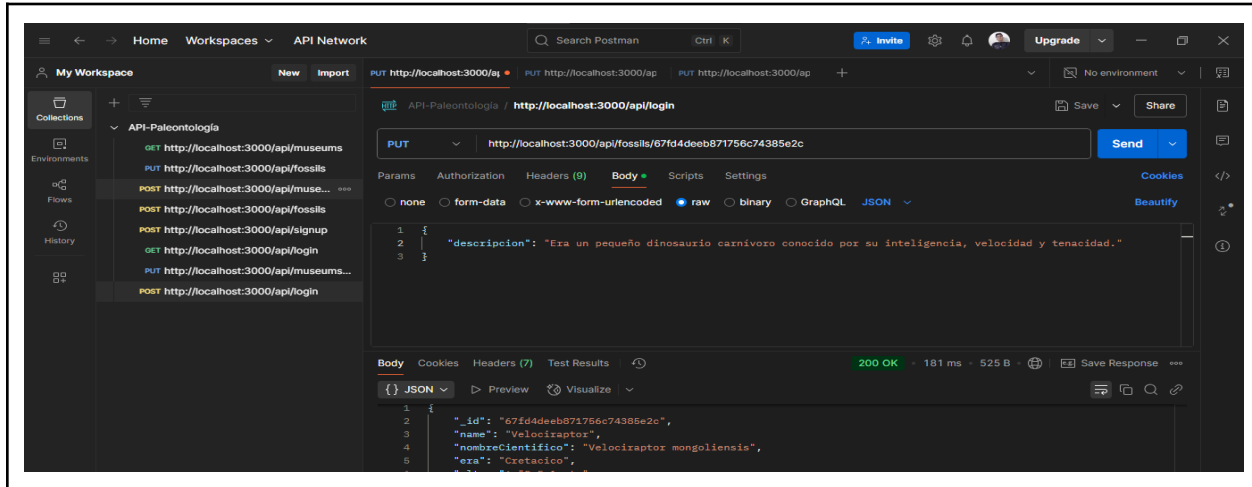 Home Workspaces API Network Search Postman Ctrl K Invite Upgrade
My Workspace New Import PUT http://localhost:3000/a PUT http://localhost:3000/ap PUT http://localhost:3000/ap No environment
Collections
Environments
Flows
History
API-Paleontología
GET http://localhost:3000/api/museums
PUT http://localhost:3000/api/fossils
POST http://localhost:3000/api/muse...
POST http://localhost:3000/api/fossils
POST http://localhost:3000/api/signup
GET http://localhost:3000/api/login
PUT http://localhost:3000/api/museums...
POST http://localhost:3000/api/login
HTTP API-Paleontología / http://localhost:3000/api/login Save Share
PUT http://localhost:3000/api/fossils/67fd4deeb871756c74385e2c Send
Params Authorization Headers (9) Body Scripts Settings Cookies
none form-data x-www-form-urlencoded raw binary GraphQL JSON Beautify
1 {
2 "descripcion": "Era un pequeño dinosaurio carnívoro conocido por su inteligencia, velocidad y tenacidad."
3 }
Body Cookies Headers (7) Test Results 200 OK 181 ms 525 B e.g. Save Response
{} JSON Preview Visualize
1 {
2 "_id": "67fd4deeb871756c74385e2c",
3 "name": "Velociraptor",
4 "nombreCientifico": "Velociraptor mongoliensis",
5 "era": "Cretacico",